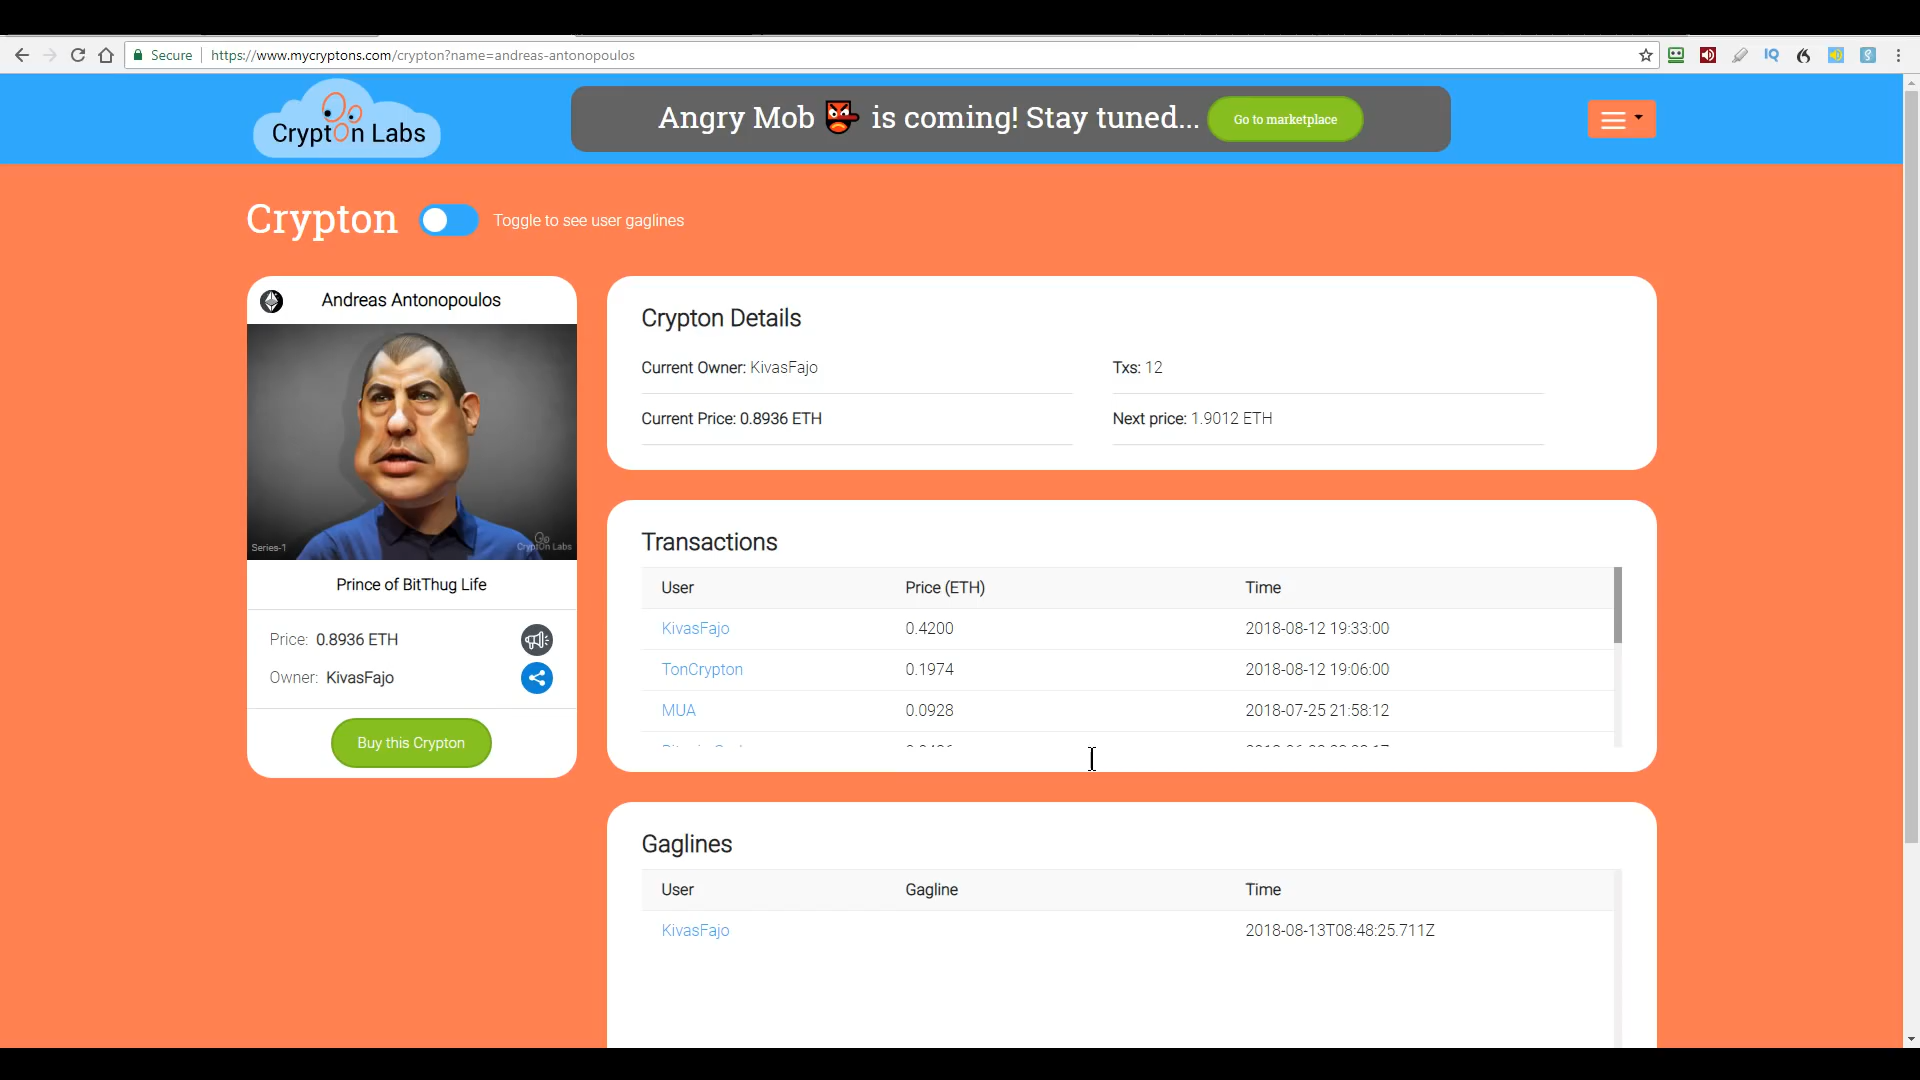 Secure https://www.mycryptons.com/crypton?name=andreas-antonopoulos
IQ
Crypton Labs
Angry Mob is coming! Stay tuned...
Go to marketplace
Crypton
Toggle to see user gaglines
Andreas Antonopoulos
Series-1
Crypton Labs
Prince of BitThug Life
Price: 0.8936 ETH
Owner: KivasFajo
Buy this Crypton
Crypton Details
Current Owner: KivasFajo
Txs: 12
Current Price: 0.8936 ETH
Next price: 1.9012 ETH
Transactions
User Price (ETH) Time
KivasFajo 0.4200 2018-08-12 19:33:00
TonCrypton 0.1974 2018-08-12 19:06:00
MUA 0.0928 2018-07-25 21:58:12
Gaglines
User Gagline Time
KivasFajo 2018-08-13T08:48:25.711Z